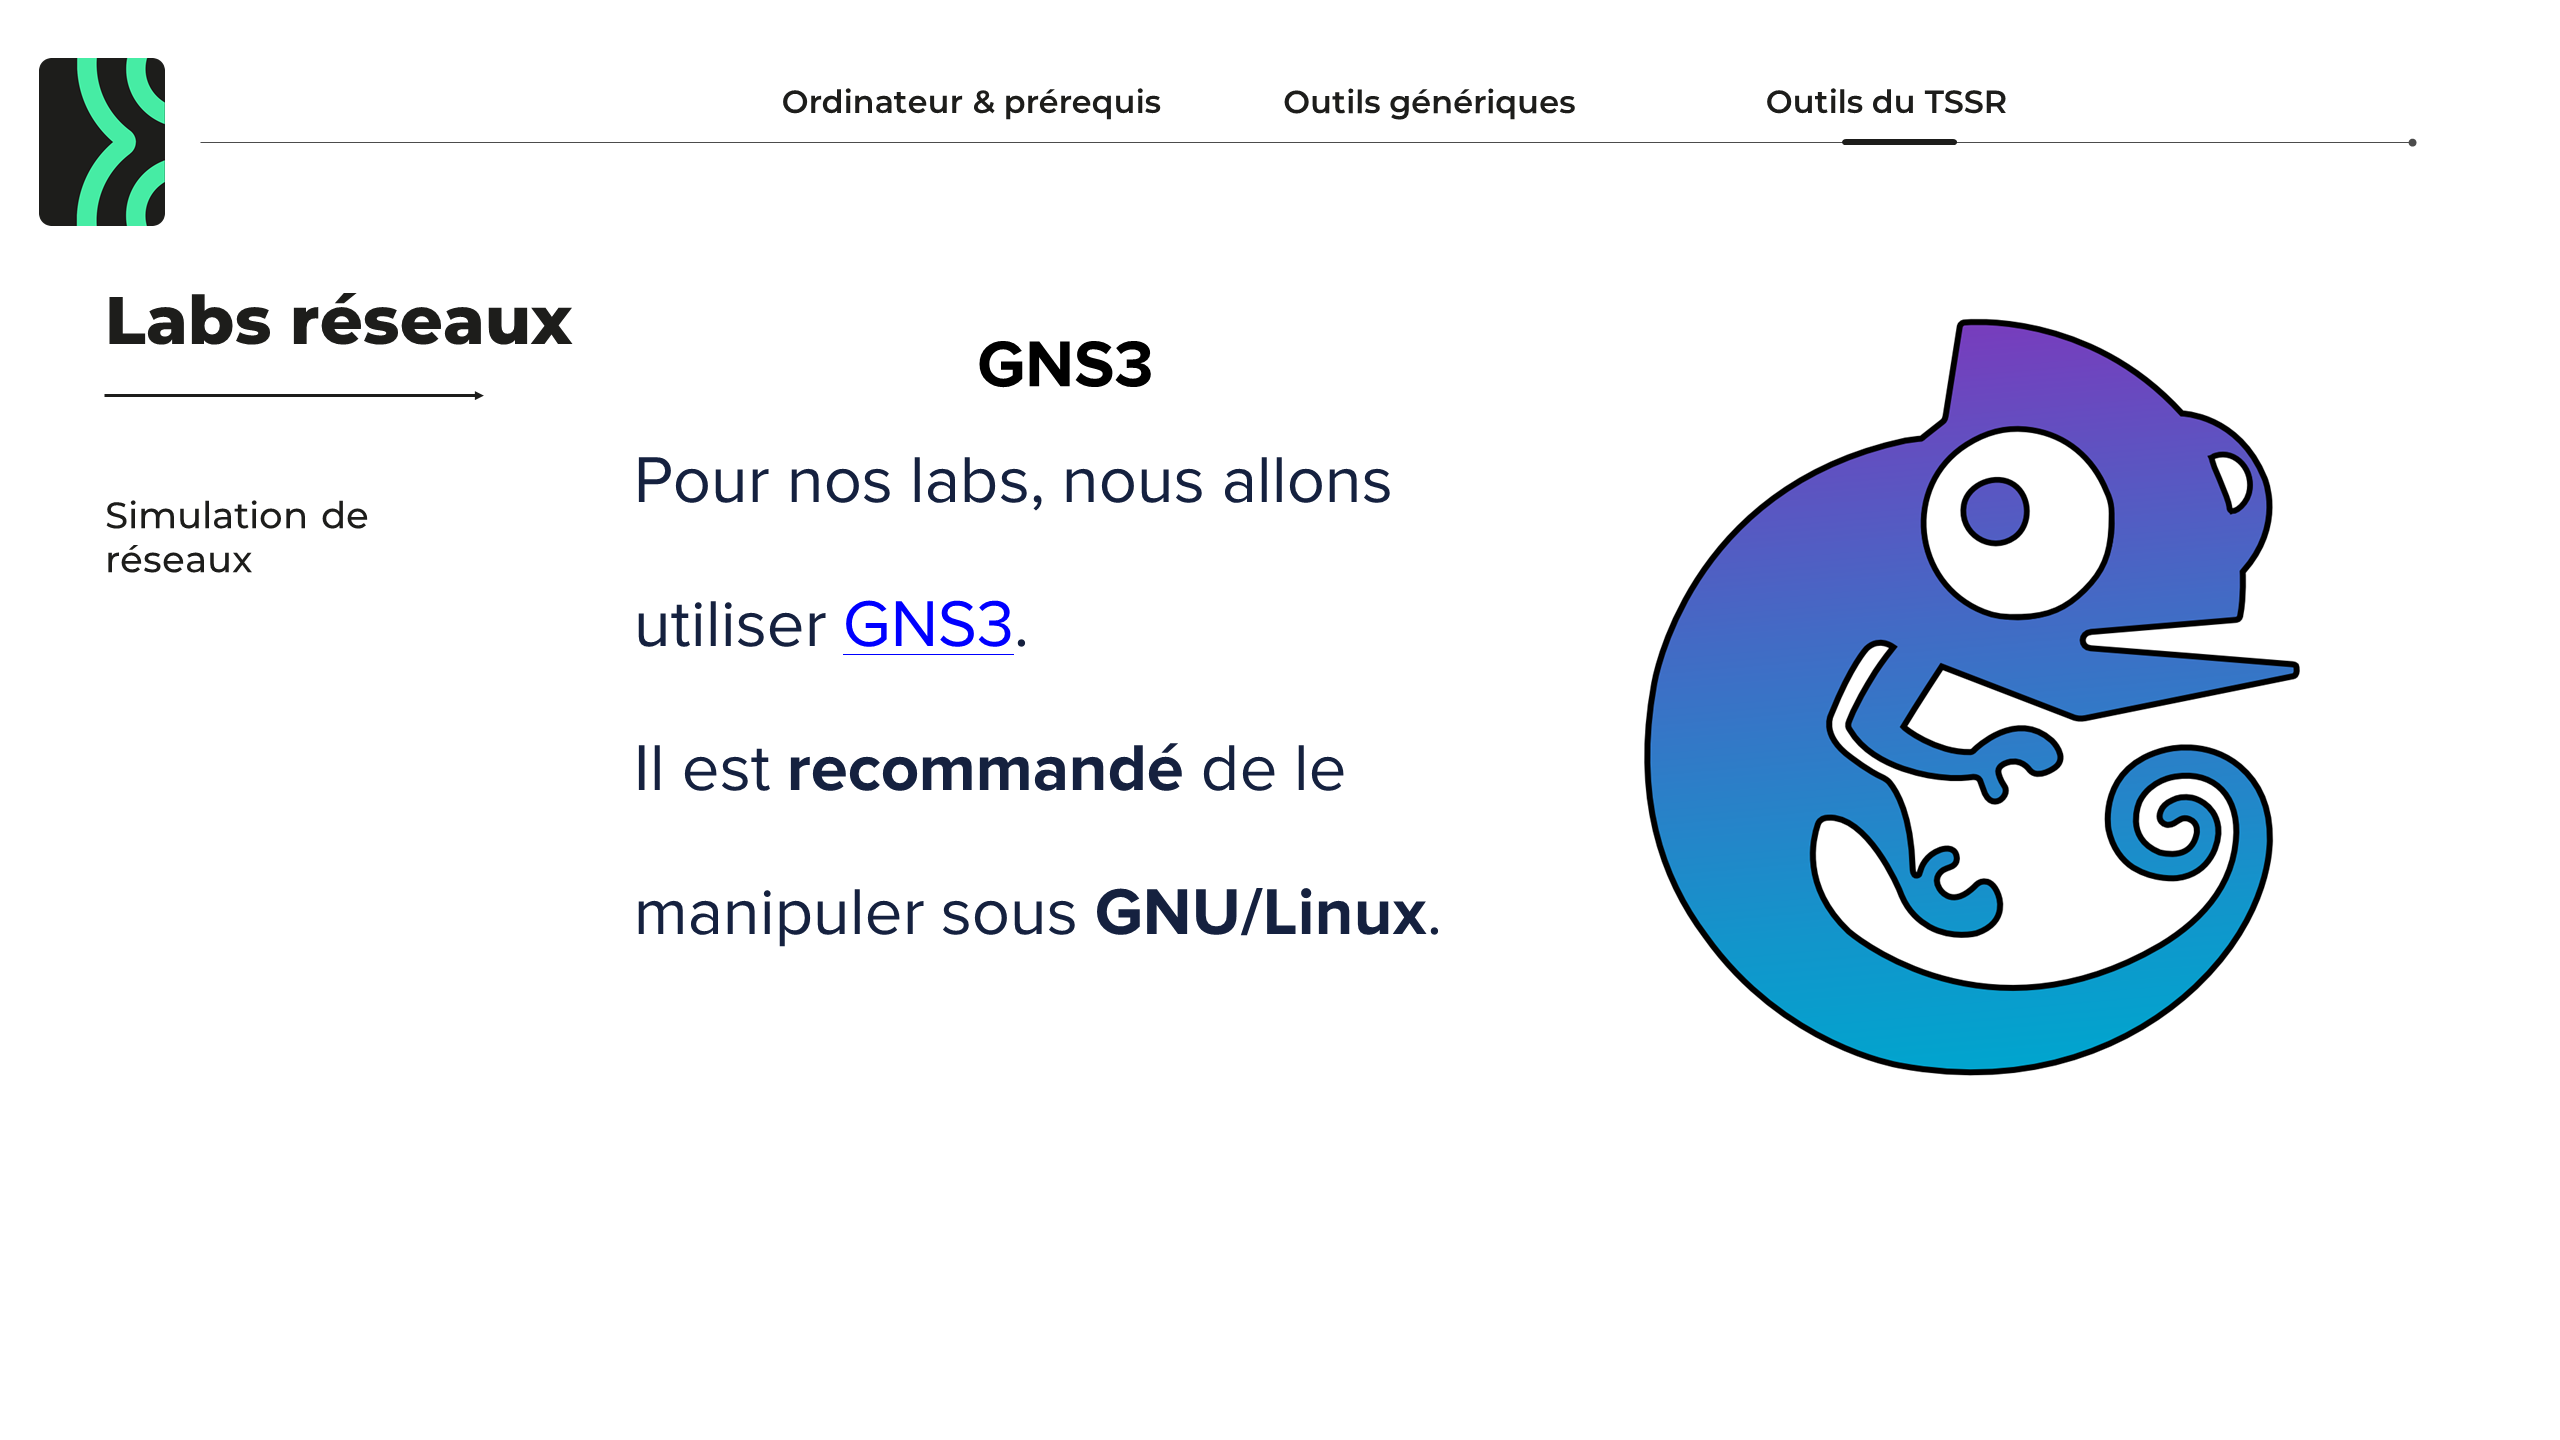 Ordinateur & prérequis
Outils génériques
Outils du TSSR
Labs réseaux
Simulation de
réseaux
GNS3
Pour nos labs, nous allons
utiliser GNS3.
Il est recommandé de le
manipuler sous GNU/Linux.